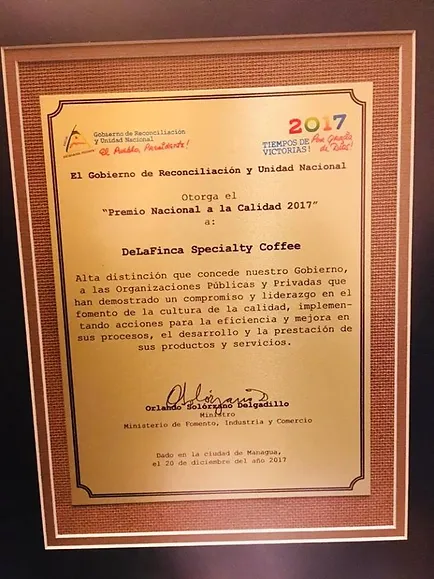 Gobierno de Reconciliación
y Unidad Nacional
El Pueblo, Presidente!
2017
TIEMPOS DE
VICTORIAS!
Por Gracia
de Dios!
El Gobierno de Reconciliación y Unidad Nacional
Otorga el
"Premio Nacional a la Calidad 2017"
a:
DeLaFinca Specialty Coffee
Alta distinción que concede nuestro Gobierno,
a las Organizaciones Públicas y Privadas que
han demostrado un compromiso y liderazgo en el
fomento de la cultura de la calidad, implemen-
tando acciones para la eficiencia y mejora en
sus procesos, el desarrollo y la prestación de
sus productos y servicios.
OSolórzano D
Orlando Solórzano Delgadillo
Ministro
Ministerio de Fomento, Industria y Comercio
Dado en la ciudad de Managua,
el 20 de diciembre del año 2017